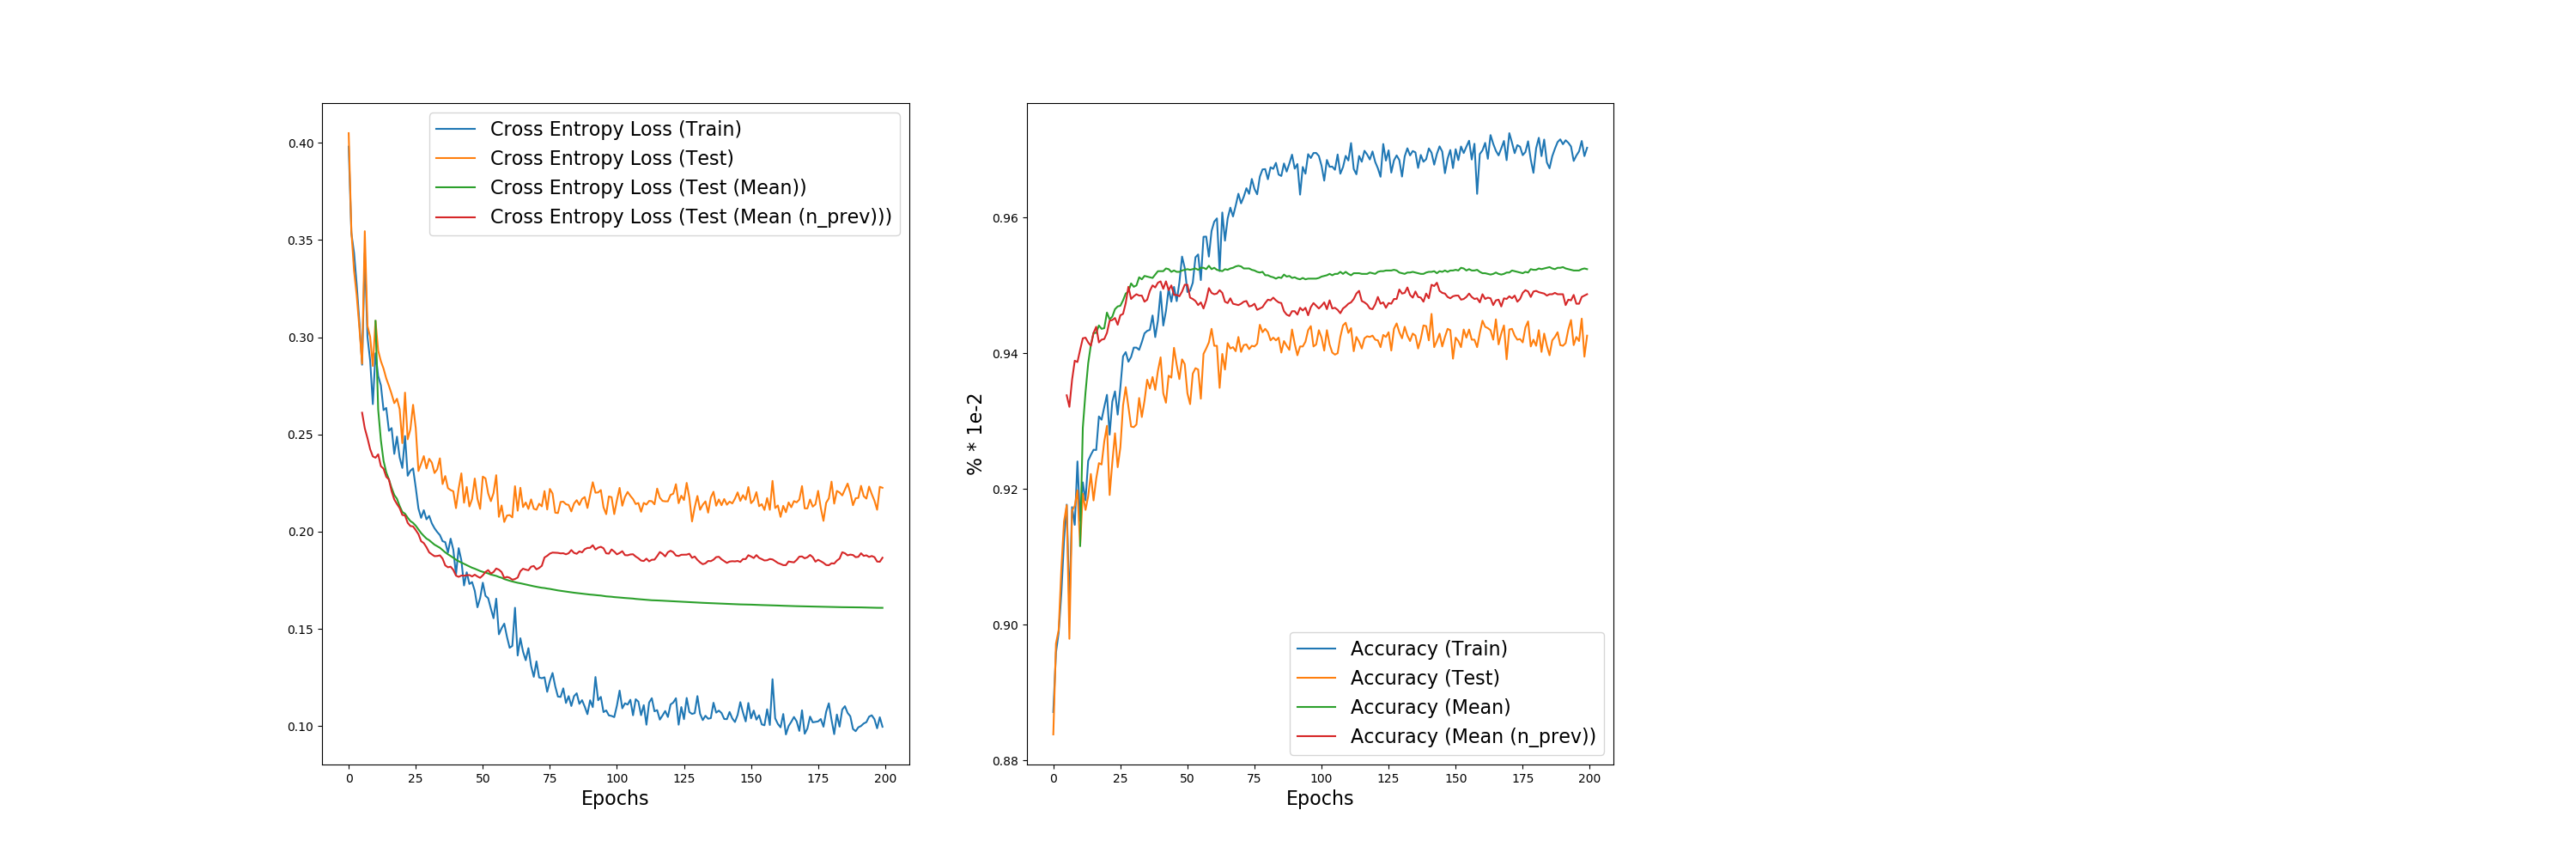 Cross Entropy Loss (Train)
Cross Entropy Loss (Test)
Cross Entropy Loss (Test (Mean))
Cross Entropy Loss (Test (Mean (n_prev)))
0.40
0.35
0.30
0.25
0.20
0.15
0.10
0 25 50 75 100 125 150 175 200
Epochs
% * 1e-2
0.96
0.94
0.92
0.90
0.88
Accuracy (Train)
Accuracy (Test)
Accuracy (Mean)
Accuracy (Mean (n_prev))
0 25 50 75 100 125 150 175 200
Epochs